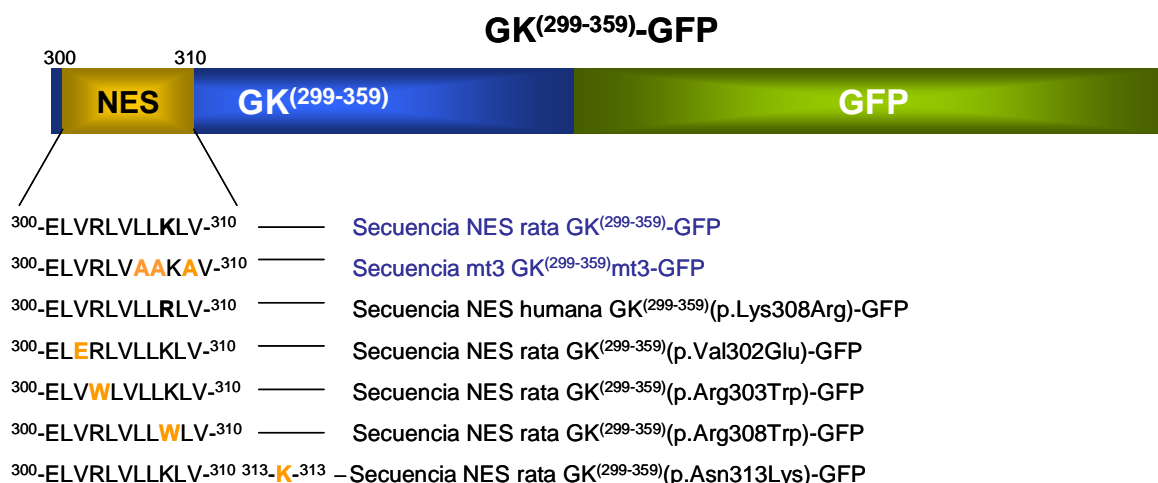 GK(299-359)-GFP
300 310
NES GK(299-359) GFP
300-ELVRLVLLKLV-310 Secuencia NES rata GK(299-359)-GFP
300-ELVRLVAAKAV-310 Secuencia mt3 GK(299-359)mt3-GFP
300-ELVRLVLLRLV-310 Secuencia NES humana GK(299-359)(p.Lys308Arg)-GFP
300-ELERLVLLKLV-310 Secuencia NES rata GK(299-359)(p.Val302Glu)-GFP
300-ELVWLVLLKLV-310 Secuencia NES rata GK(299-359)(p.Arg303Trp)-GFP
300-ELVRLVLLWLV-310 Secuencia NES rata GK(299-359)(p.Arg308Trp)-GFP
300-ELVRLVLLKLV-310 313-K-313 –Secuencia NES rata GK(299-359)(p.Asn313Lys)-GFP